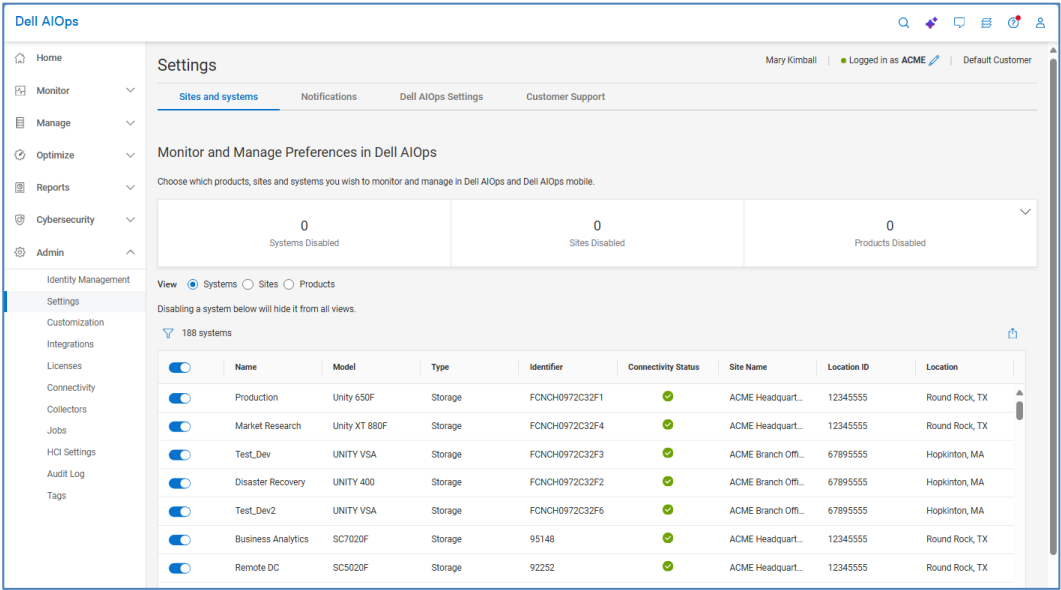 Dell AIOps
Home
Monitor
Manage
Optimize
Reports
Cybersecurity
Admin
Identity Management
Settings
Customization
Integrations
Licenses
Connectivity
Collectors
Jobs
HCI Settings
Audit Log
Tags
Settings
Mary Kimball | Logged in as ACME | Default Customer
Sites and systems Notifications Dell AIOps Settings Customer Support
Monitor and Manage Preferences in Dell AIOps
Choose which products, sites and systems you wish to monitor and manage in Dell AIOps and Dell AIOps mobile.
0 0 0
Systems Disabled Sites Disabled Products Disabled
View Systems Sites Products
Disabling a system below will hide it from all views.
188 systems
Name Model Type Identifier Connectivity Status Site Name Location ID Location
Production Unity 650F Storage FCNCH0972C32F1 ACME Headquart... 12345555 Round Rock, TX
Market Research Unity XT 880F Storage FCNCH0972C32F4 ACME Headquart... 12345555 Round Rock, TX
Test_Dev UNITY VSA Storage FCNCH0972C32F3 ACME Branch Offi... 67895555 Hopkinton, MA
Disaster Recovery UNITY 400 Storage FCNCH0972C32F2 ACME Branch Offi... 67895555 Hopkinton, MA
Test_Dev2 UNITY VSA Storage FCNCH0972C32F6 ACME Branch Offi... 67895555 Hopkinton, MA
Business Analytics SC7020F Storage 95148 ACME Headquart... 12345555 Round Rock, TX
Remote DC SC5020F Storage 92252 ACME Headquart... 12345555 Round Rock, TX